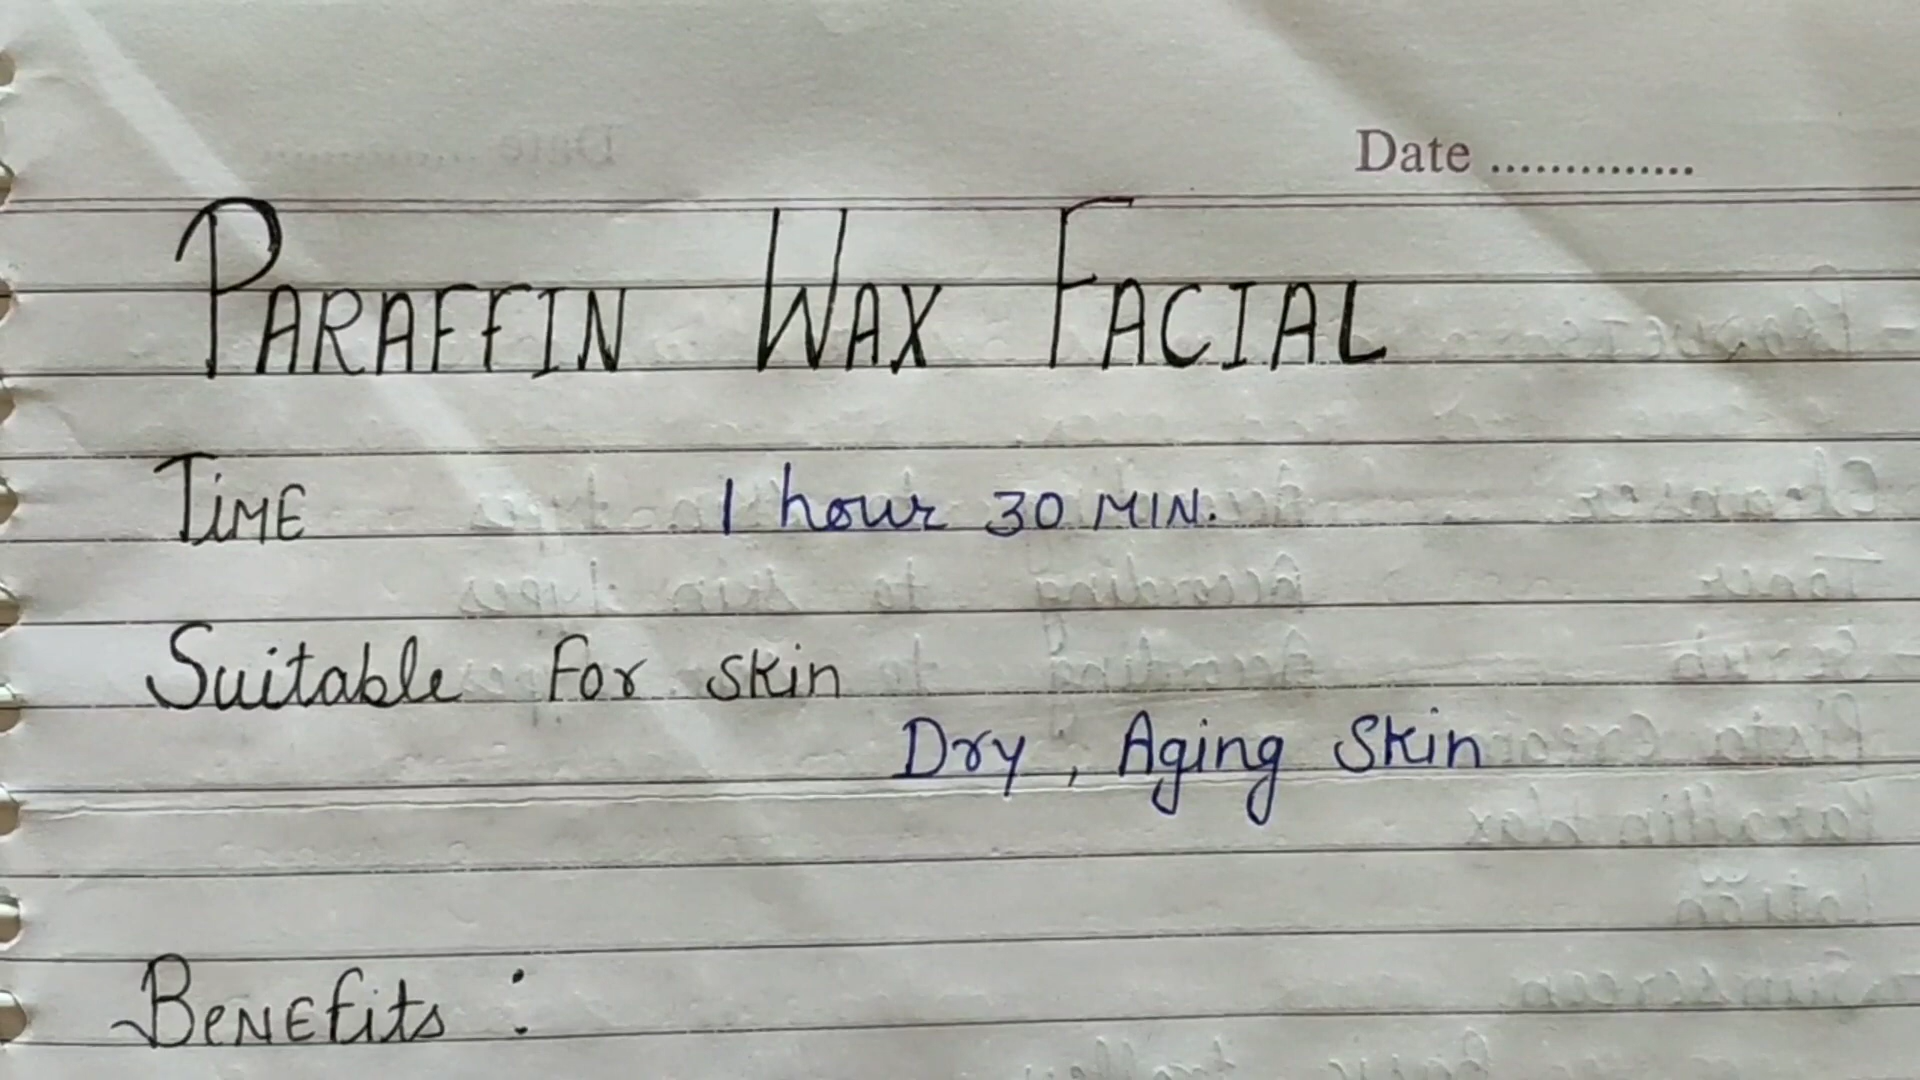 Date ..............
PARAFFIN WAX FACIAL
TiME 1 hour 30 MIN.
Suitable For skin
Dry, Aging Skin
BeNEfits :